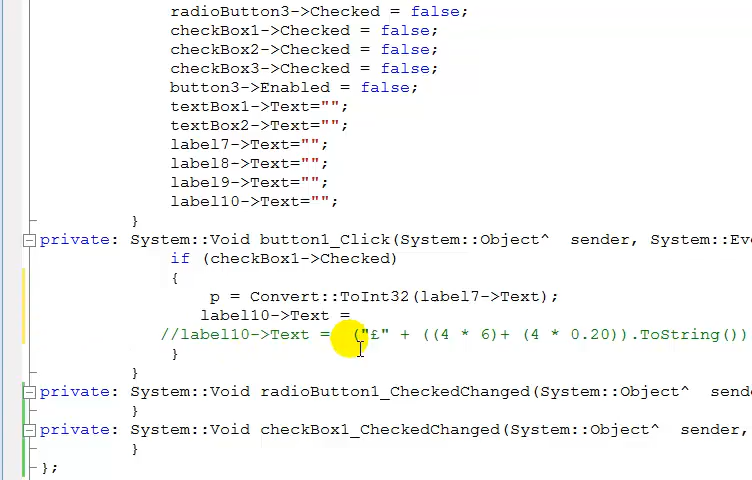 radioButton3->Checked = false;
checkBox1->Checked = false;
checkBox2->Checked = false;
checkBox3->Checked = false;
button3->Enabled = false;
textBox1->Text="";
textBox2->Text="";
label7->Text="";
label8->Text="";
label9->Text="";
label10->Text="";
}
private: System::Void button1_Click(System::Object^  sender, System::Eve
if (checkBox1->Checked)
{
p = Convert::ToInt32(label7->Text);
label10->Text =
//label10->Text =  ("£" + ((4 * 6)+ (4 * 0.20)).ToString())
}
}
private: System::Void radioButton1_CheckedChanged(System::Object^  sende
}
private: System::Void checkBox1_CheckedChanged(System::Object^  sender,
}
};